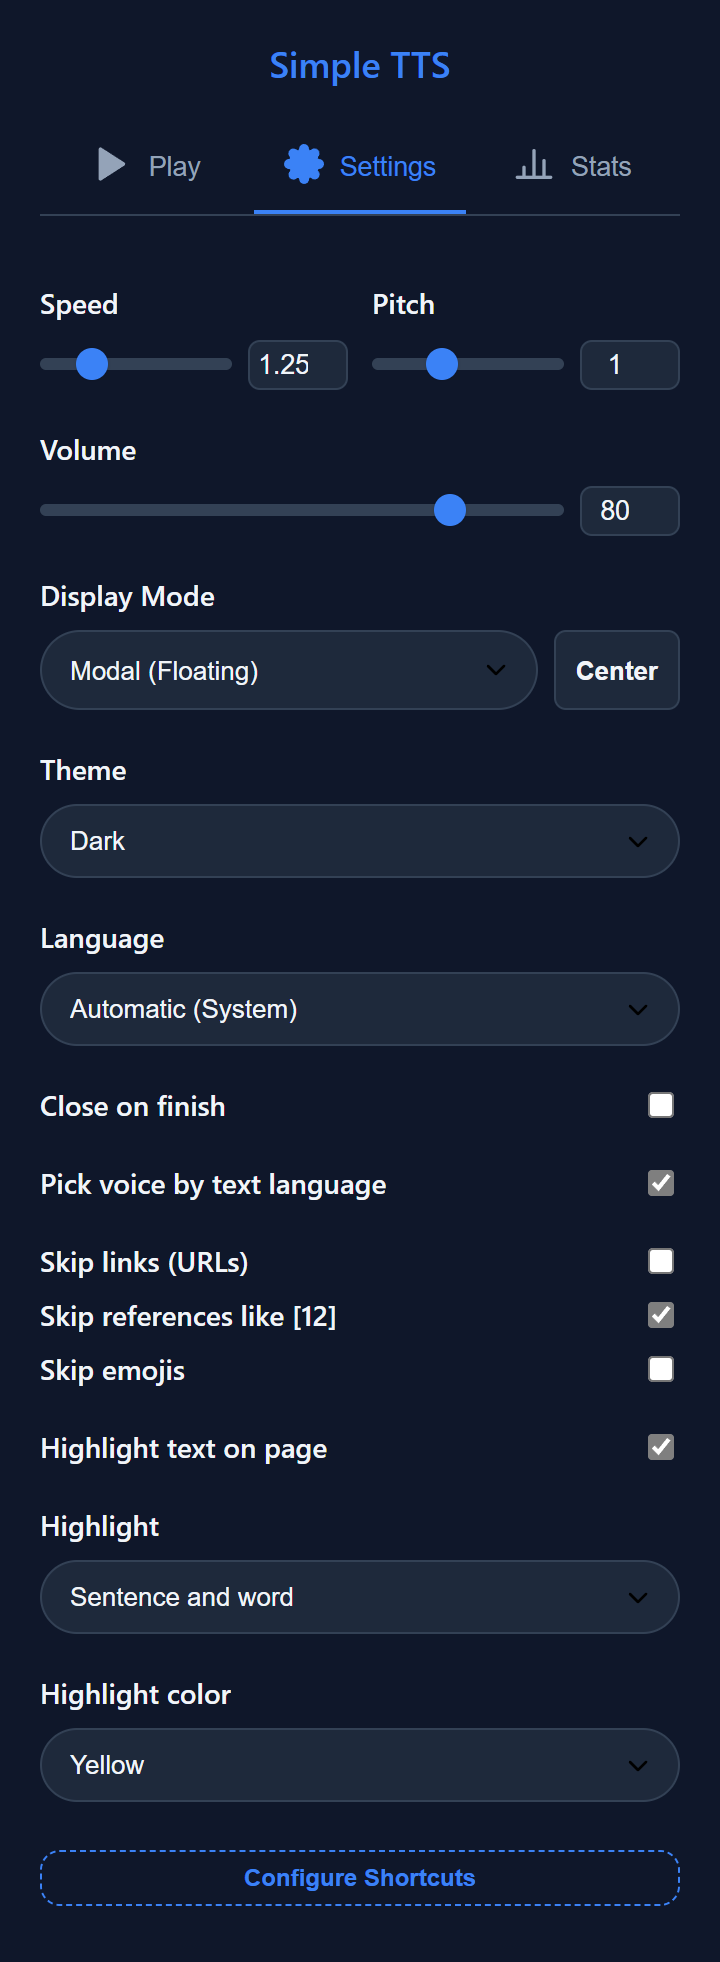 Simple TTS
Play Settings Stats
Speed Pitch
1.25 1
Volume
80
Display Mode
Modal (Floating) Center
Theme
Dark
Language
Automatic (System)
Close on finish
Pick voice by text language
Skip links (URLs)
Skip references like [12]
Skip emojis
Highlight text on page
Highlight
Sentence and word
Highlight color
Yellow
Configure Shortcuts